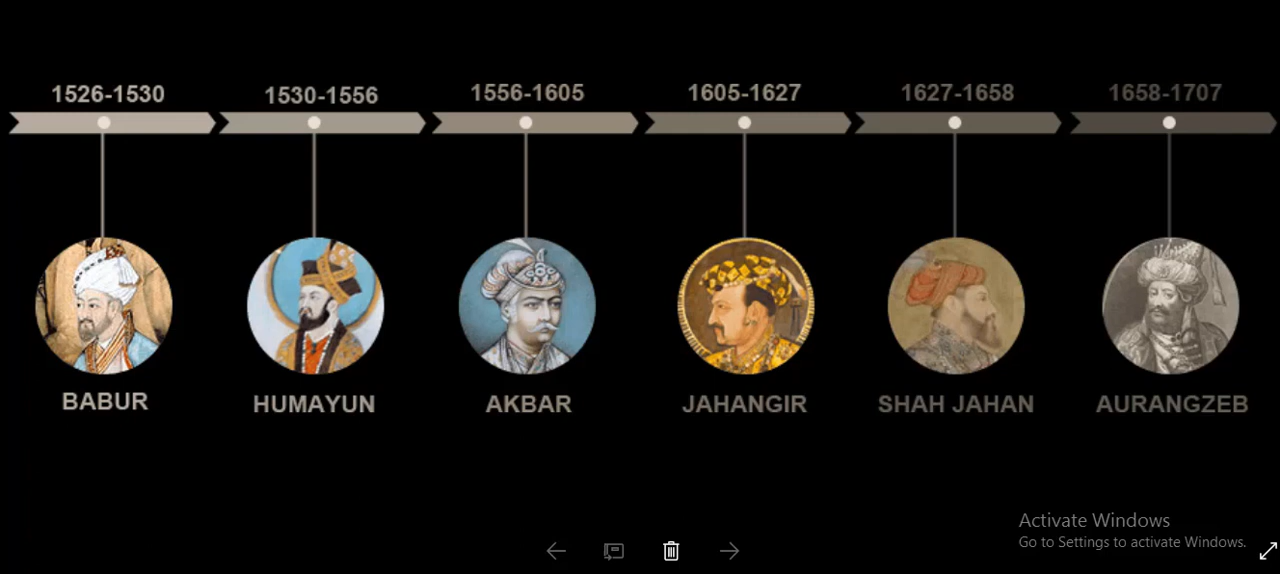 1526-1530
1530-1556
1556-1605
1605-1627
1627-1658
1658-1707
BABUR
HUMAYUN
AKBAR
JAHANGIR
SHAH JAHAN
AURANGZEB
Activate Windows
Go to Settings to activate Windows.